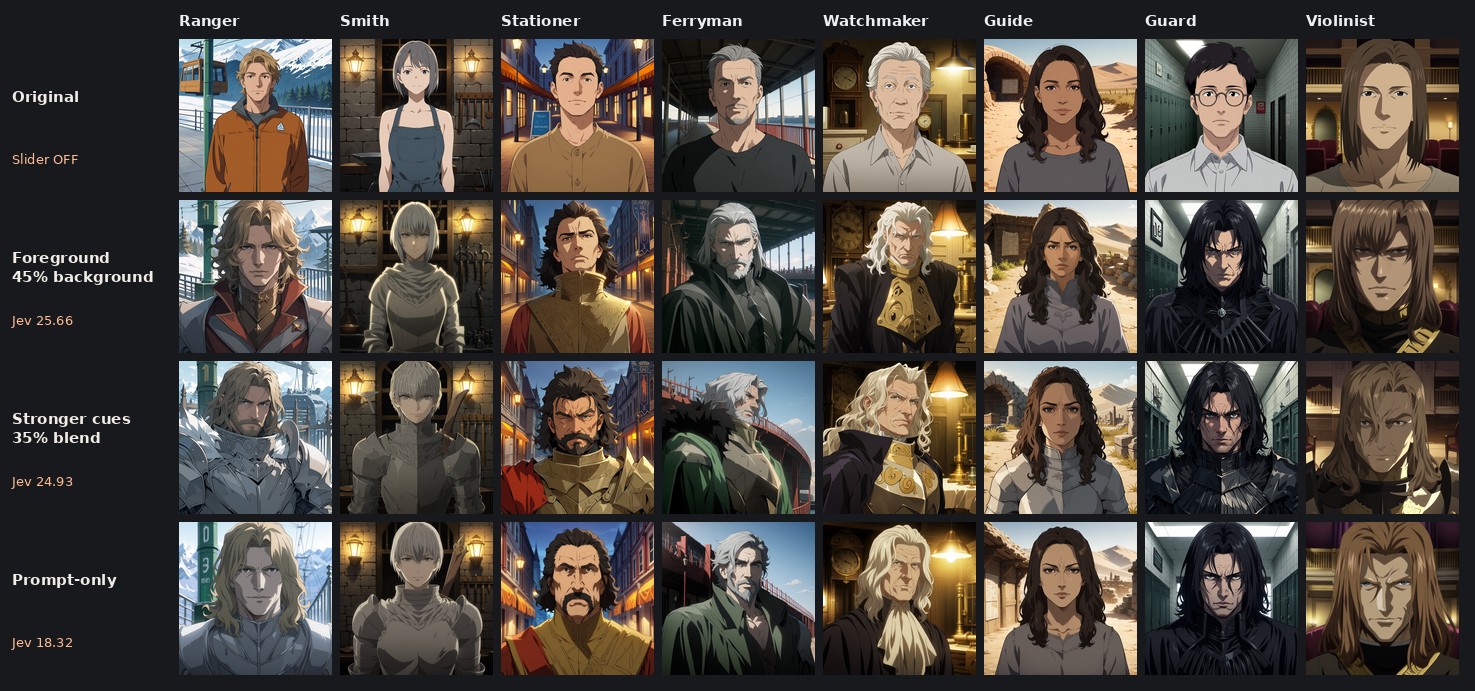 Ranger Smith Stationer Ferryman Watchmaker Guide Guard Violinist
Original
Slider OFF
Foreground
45% background
Jev 25.66
Stronger cues
35% blend
Jev 24.93
Prompt-only
Jev 18.32